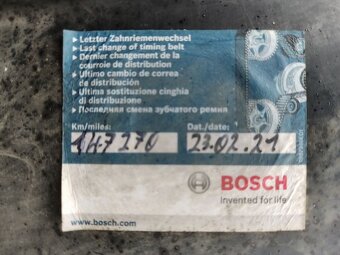 Letzter Zahnriemenwechsel
Last change of timing belt
Dernier changement de la
courroie de distribution
Ultimo cambio de correa
de distribución
Ultima sostituzione cinghia
di distribuzione
Последняя смена зубчатого ремня
Km/miles: Dat./date:
147270 23.02.21
BOSCH
Invented for life
www.bosch.com